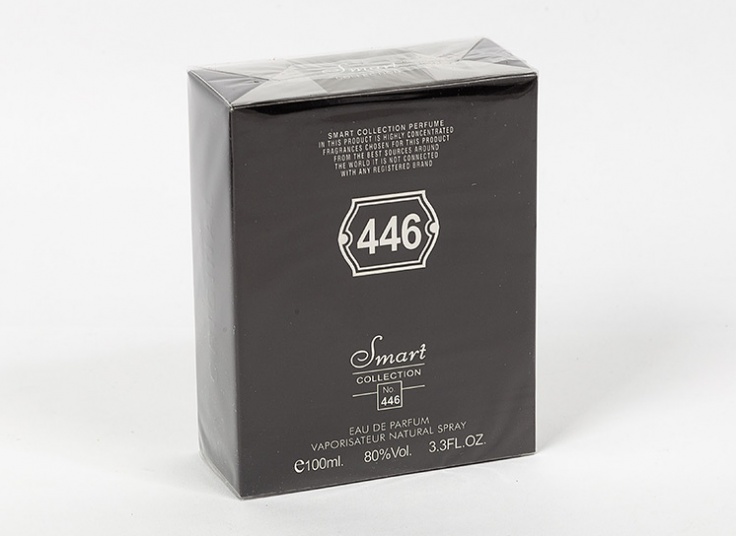 Smart
SMART COLLECTION PERFUME
IN THIS PRODUCT IS HIGHLY CONCENTRATED
FRAGRANCES CHOSEN FOR THIS PRODUCT
FROM THE BEST SOURCES AROUND
THE WORLD IT IS NOT CONNECTED
WITH ANY REGISTERED BRAND
446
Smart
COLLECTION
No.
446
EAU DE PARFUM
VAPORISATEUR NATURAL SPRAY
℮100ml. 80%Vol. 3.3FL.OZ.